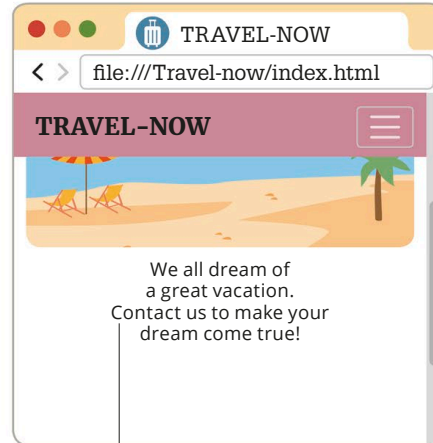 TRAVEL-NOW
file:///Travel-now/index.html
TRAVEL-NOW
We all dream of
a great vacation.
Contact us to make your
dream come true!